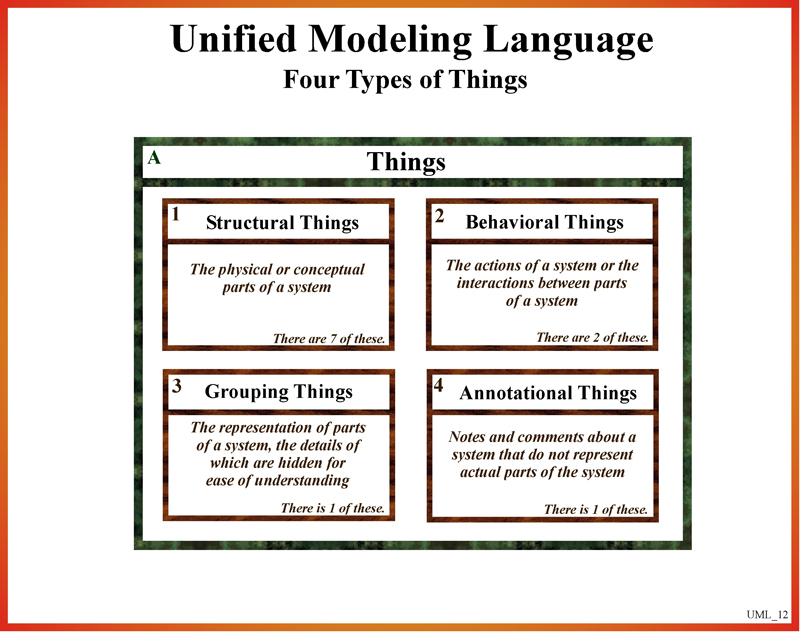 Unified Modeling Language
Four Types of Things
A
Things
1
Structural Things
The physical or conceptual
parts of a system
There are 7 of these.
2
Behavioral Things
The actions of a system or the
interactions between parts
of a system
There are 2 of these.
3
Grouping Things
The representation of parts
of a system, the details of
which are hidden for
ease of understanding
There is 1 of these.
4
Annotational Things
Notes and comments about a
system that do not represent
actual parts of the system
There is 1 of these.
UML_12